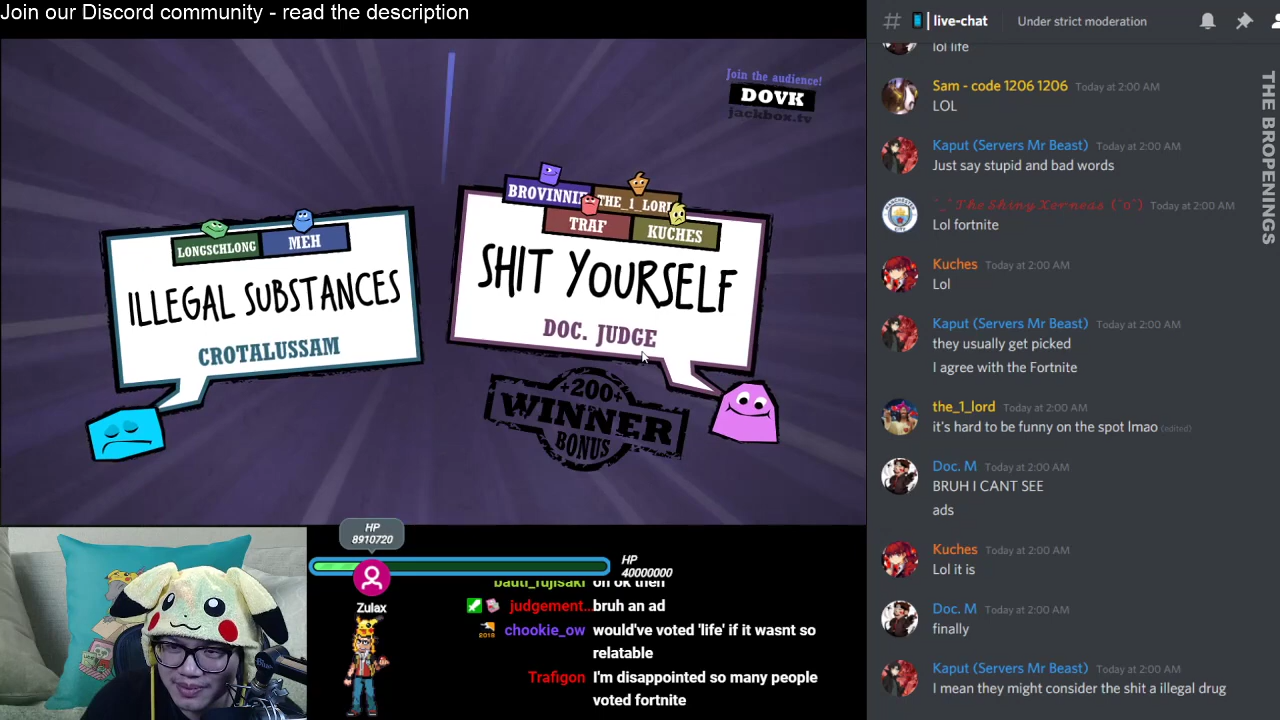 Join our Discord community - read the description
Join the audience!
DOVK
jackbox.tv
LONGSCHLONG
MEH
ILLEGAL SUBSTANCES
CROTALUSSAM
BROVINNIE
THE_1_LORD
TRAF
KUCHES
SHIT YOURSELF
DOC. JUDGE
+200+
WINNER
BONUS
HP
8910720
HP
40000000
Zulax
bauti_fujisaki oh ok then
judgement... bruh an ad
chookie_ow would've voted 'life' if it wasnt so
relatable
Trafigon I'm disappointed so many people
voted fortnite
# | live-chat Under strict moderation
lol life
Sam - code 1206 1206 Today at 2:00 AM
LOL
Kaput (Servers Mr Beast) Today at 2:00 AM
Just say stupid and bad words
Today at 2:00 AM
Lol fortnite
Kuches Today at 2:00 AM
Lol
Kaput (Servers Mr Beast) Today at 2:00 AM
they usually get picked
I agree with the Fortnite
the_1_lord Today at 2:00 AM
it's hard to be funny on the spot lmao (edited)
Doc. M Today at 2:00 AM
BRUH I CANT SEE
ads
Kuches Today at 2:00 AM
Lol it is
Doc. M Today at 2:00 AM
finally
Kaput (Servers Mr Beast) Today at 2:00 AM
I mean they might consider the shit a illegal drug
THE BROPENINGS